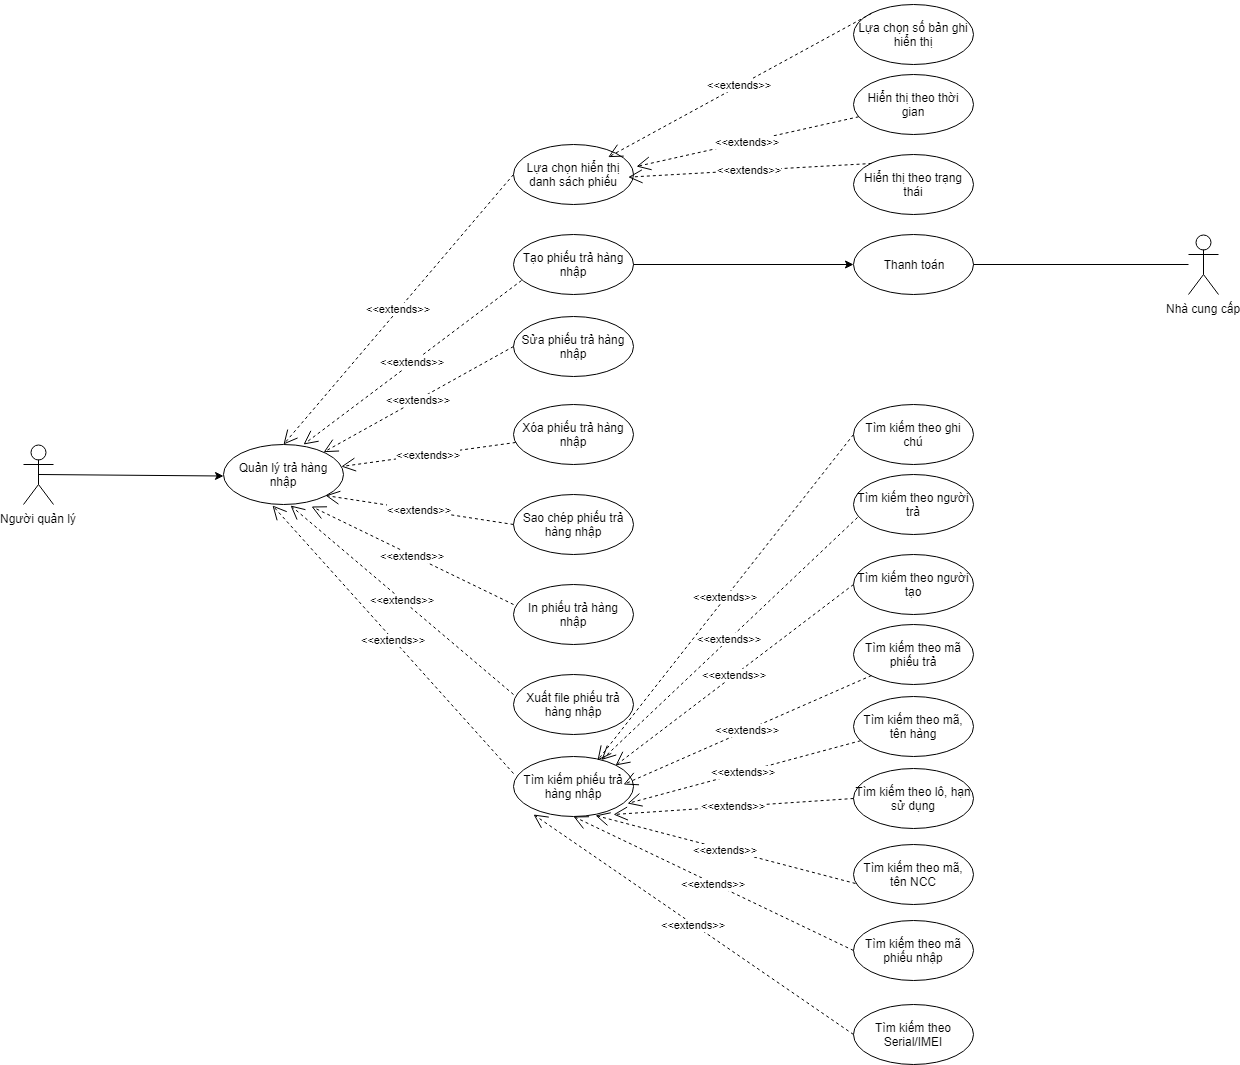 Lựa chọn số bản ghi
hiển thị
<<extends>>
Hiển thị theo thời
gian
<<extends>>
Lựa chọn hiển thị
danh sách phiếu
<<extends>>
Hiển thị theo trạng
thái
Tạo phiếu trả hàng
nhập
Thanh toán
Nhà cung cấp
<<extends>>
Sửa phiếu trả hàng
nhập
<<extends>>
<<extends>>
Xóa phiếu trả hàng
nhập
<<extends>>
Quản lý trả hàng
nhập
Người quản lý
Sao chép phiếu trả
hàng nhập
<<extends>>
<<extends>>
In phiếu trả hàng
nhập
<<extends>>
<<extends>>
Xuất file phiếu trả
hàng nhập
Tìm kiếm phiếu trả
hàng nhập
Tìm kiếm theo ghi
chú
Tìm kiếm theo người
trả
Tìm kiếm theo người
tạo
<<extends>>
<<extends>>
Tìm kiếm theo mã
phiếu trả
<<extends>>
Tìm kiếm theo mã,
tên hàng
<<extends>>
<<extends>>
Tìm kiếm theo lô, hạn
sử dụng
<<extends>>
Tìm kiếm theo mã,
tên NCC
<<extends>>
<<extends>>
Tìm kiếm theo mã
phiếu nhập
<<extends>>
Tìm kiếm theo
Serial/IMEI